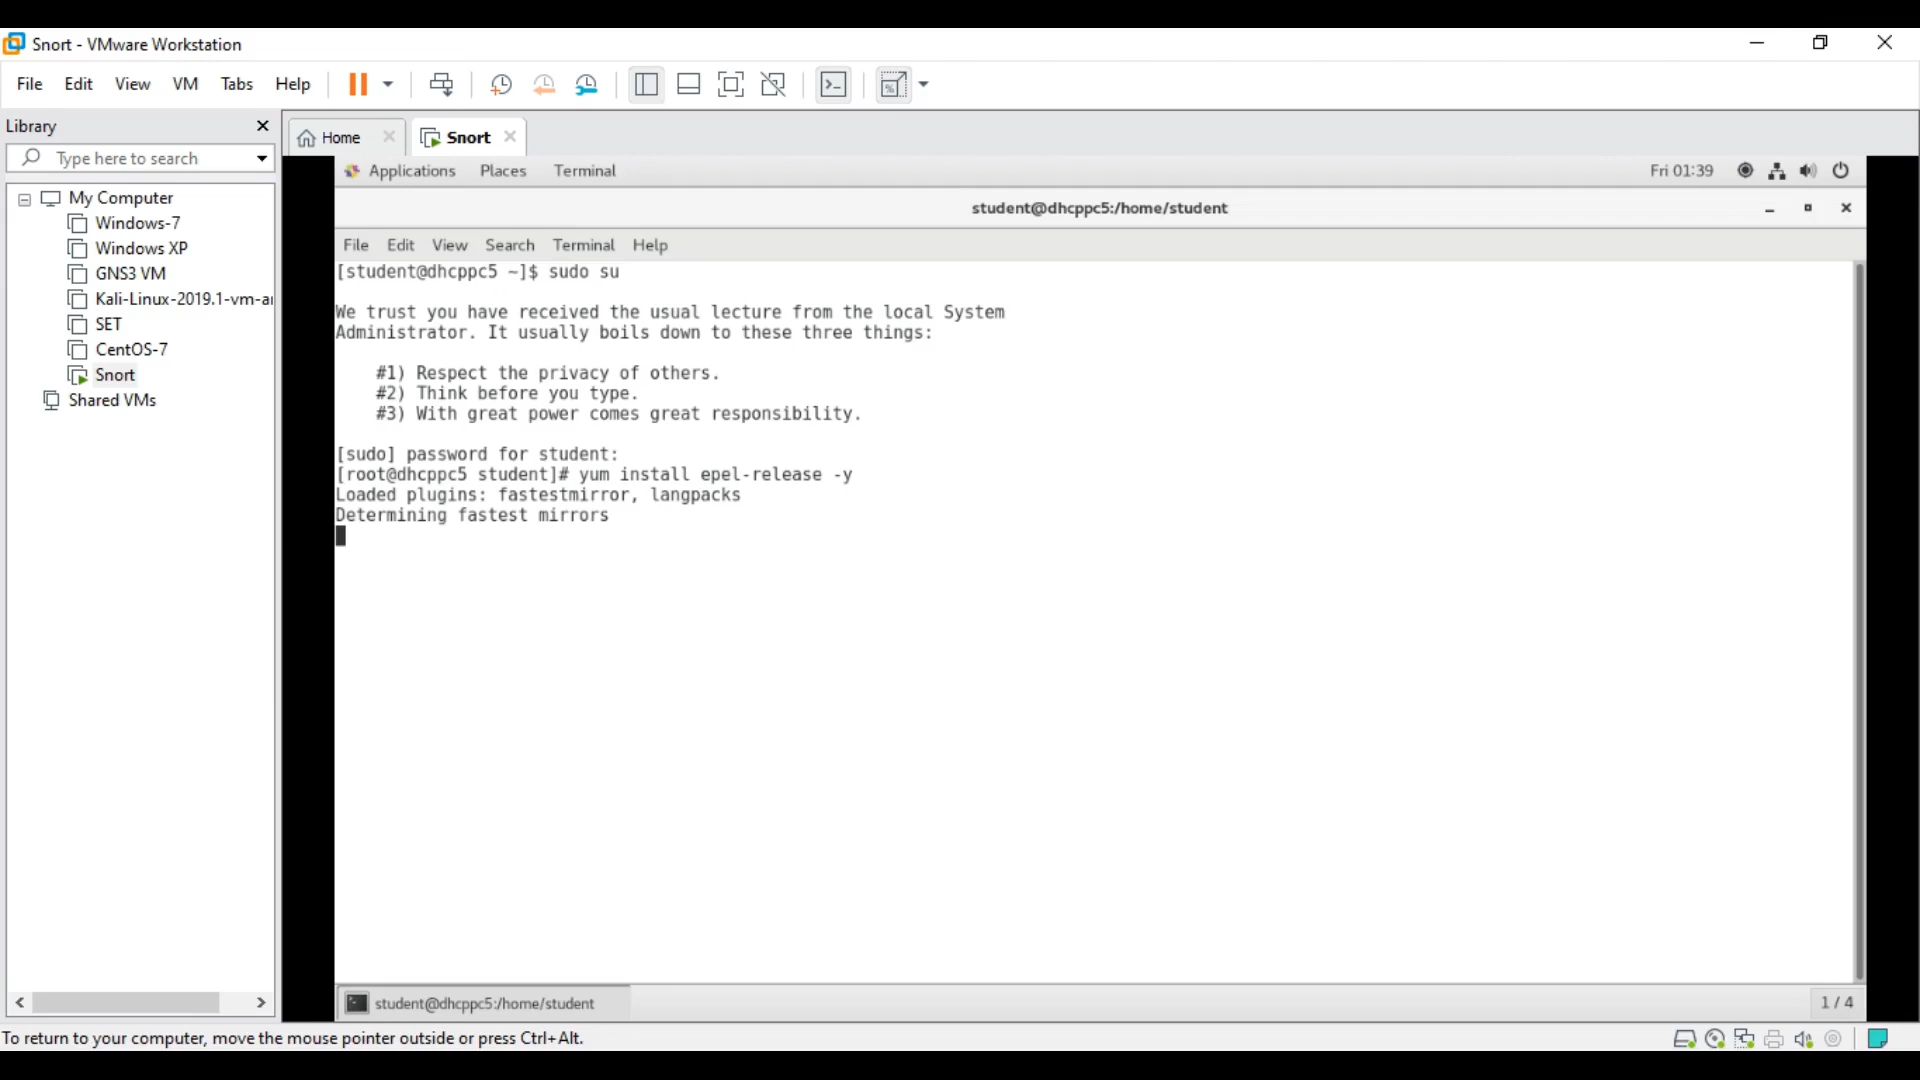 Snort - VMware Workstation
File Edit View VM Tabs Help
Library
Type here to search
My Computer
Windows-7
Windows XP
GNS3 VM
Kali-Linux-2019.1-vm-a
SET
CentOS-7
Snort
Shared VMs
Home
Snort
Applications Places Terminal
Fri 01:39
student@dhcppc5:/home/student
File Edit View Search Terminal Help
[student@dhcppc5 ~]$ sudo su
We trust you have received the usual lecture from the local System
Administrator. It usually boils down to these three things:
#1) Respect the privacy of others.
#2) Think before you type.
#3) With great power comes great responsibility.
[sudo] password for student:
[root@dhcppc5 student]# yum install epel-release -y
Loaded plugins: fastestmirror, langpacks
Determining fastest mirrors
student@dhcppc5:/home/student
1 / 4
To return to your computer, move the mouse pointer outside or press Ctrl+Alt.